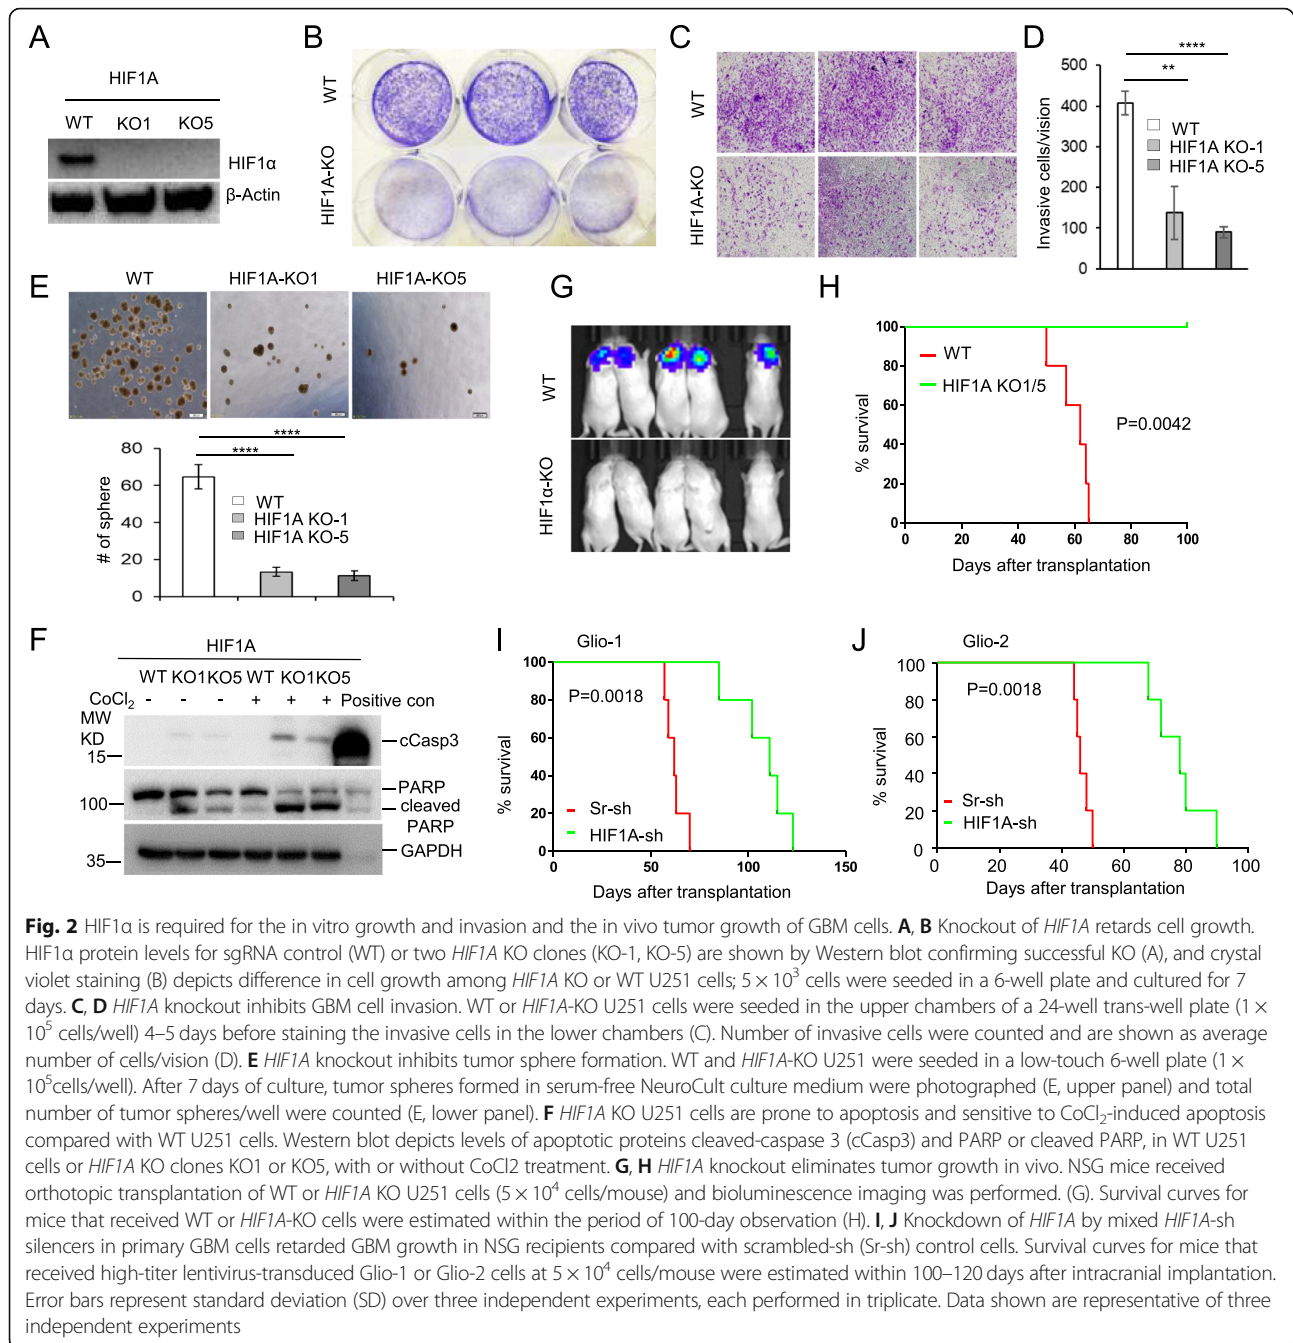 A
HIF1A
WT KO1 KO5
HIF1α
β-Actin
B
WT
HIF1A-KO
C
WT
HIF1A-KO
D
****
**
500
400
300
200
100
0
Invasive cells/vision
WT
HIF1A KO-1
HIF1A KO-5
E
WT HIF1A-KO1 HIF1A-KO5
****
****
80
60
40
20
0
# of sphere
WT
HIF1A KO-1
HIF1A KO-5
G
WT
HIF1α-KO
H
100
80
60
40
20
0
% survival
WT
HIF1A KO1/5
P=0.0042
0 20 40 60 80 100
Days after transplantation
F
HIF1A
WT KO1 KO5 WT KO1 KO5
CoCl2 - - - + + + Positive con
MW
KD
15
cCasp3
100
PARP
cleaved
PARP
35
GAPDH
I
Glio-1
100
80
60
40
20
0
% survival
P=0.0018
Sr-sh
HIF1A-sh
0 50 100 150
Days after transplantation
J
Glio-2
100
80
60
40
20
0
% survival
P=0.0018
Sr-sh
HIF1A-sh
0 20 40 60 80 100
Days after transplantation
Fig. 2 HIF1α is required for the in vitro growth and invasion and the in vivo tumor growth of GBM cells. A, B Knockout of HIF1A retards cell growth.
HIF1α protein levels for sgRNA control (WT) or two HIF1A KO clones (KO-1, KO-5) are shown by Western blot confirming successful KO (A), and crystal
violet staining (B) depicts difference in cell growth among HIF1A KO or WT U251 cells; 5 × 10³ cells were seeded in a 6-well plate and cultured for 7
days. C, D HIF1A knockout inhibits GBM cell invasion. WT or HIF1A-KO U251 cells were seeded in the upper chambers of a 24-well trans-well plate (1 ×
10⁵ cells/well) 4–5 days before staining the invasive cells in the lower chambers (C). Number of invasive cells were counted and are shown as average
number of cells/vision (D). E HIF1A knockout inhibits tumor sphere formation. WT and HIF1A-KO U251 were seeded in a low-touch 6-well plate (1 ×
10⁵cells/well). After 7 days of culture, tumor spheres formed in serum-free NeuroCult culture medium were photographed (E, upper panel) and total
number of tumor spheres/well were counted (E, lower panel). F HIF1A KO U251 cells are prone to apoptosis and sensitive to CoCl₂-induced apoptosis
compared with WT U251 cells. Western blot depicts levels of apoptotic proteins cleaved-caspase 3 (cCasp3) and PARP or cleaved PARP, in WT U251
cells or HIF1A KO clones KO1 or KO5, with or without CoCl2 treatment. G, H HIF1A knockout eliminates tumor growth in vivo. NSG mice received
orthotopic transplantation of WT or HIF1A KO U251 cells (5 × 10⁴ cells/mouse) and bioluminescence imaging was performed. (G). Survival curves for
mice that received WT or HIF1A-KO cells were estimated within the period of 100-day observation (H). I, J Knockdown of HIF1A by mixed HIF1A-sh
silencers in primary GBM cells retarded GBM growth in NSG recipients compared with scrambled-sh (Sr-sh) control cells. Survival curves for mice that
received high-titer lentivirus-transduced Glio-1 or Glio-2 cells at 5 × 10⁴ cells/mouse were estimated within 100–120 days after intracranial implantation.
Error bars represent standard deviation (SD) over three independent experiments, each performed in triplicate. Data shown are representative of three
independent experiments